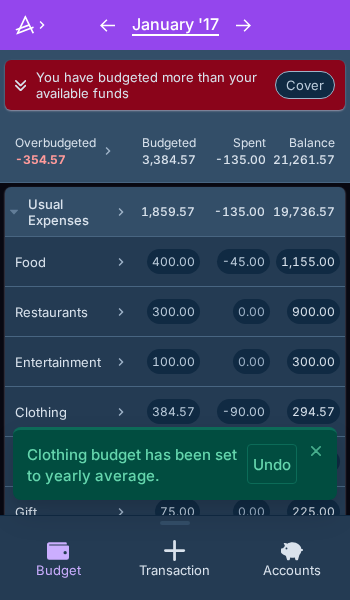 January '17
You have budgeted more than your
available funds
Cover
Overbudgeted Budgeted Spent Balance
-354.57 3,384.57 -135.00 21,261.57
Usual
Expenses 1,859.57 -135.00 19,736.57
Food 400.00 -45.00 1,155.00
Restaurants 300.00 0.00 900.00
Entertainment 100.00 0.00 300.00
Clothing 384.57 -90.00 294.57
Clothing budget has been set
to yearly average.
Undo
Gift 75.00 0.00 225.00
Budget Transaction Accounts